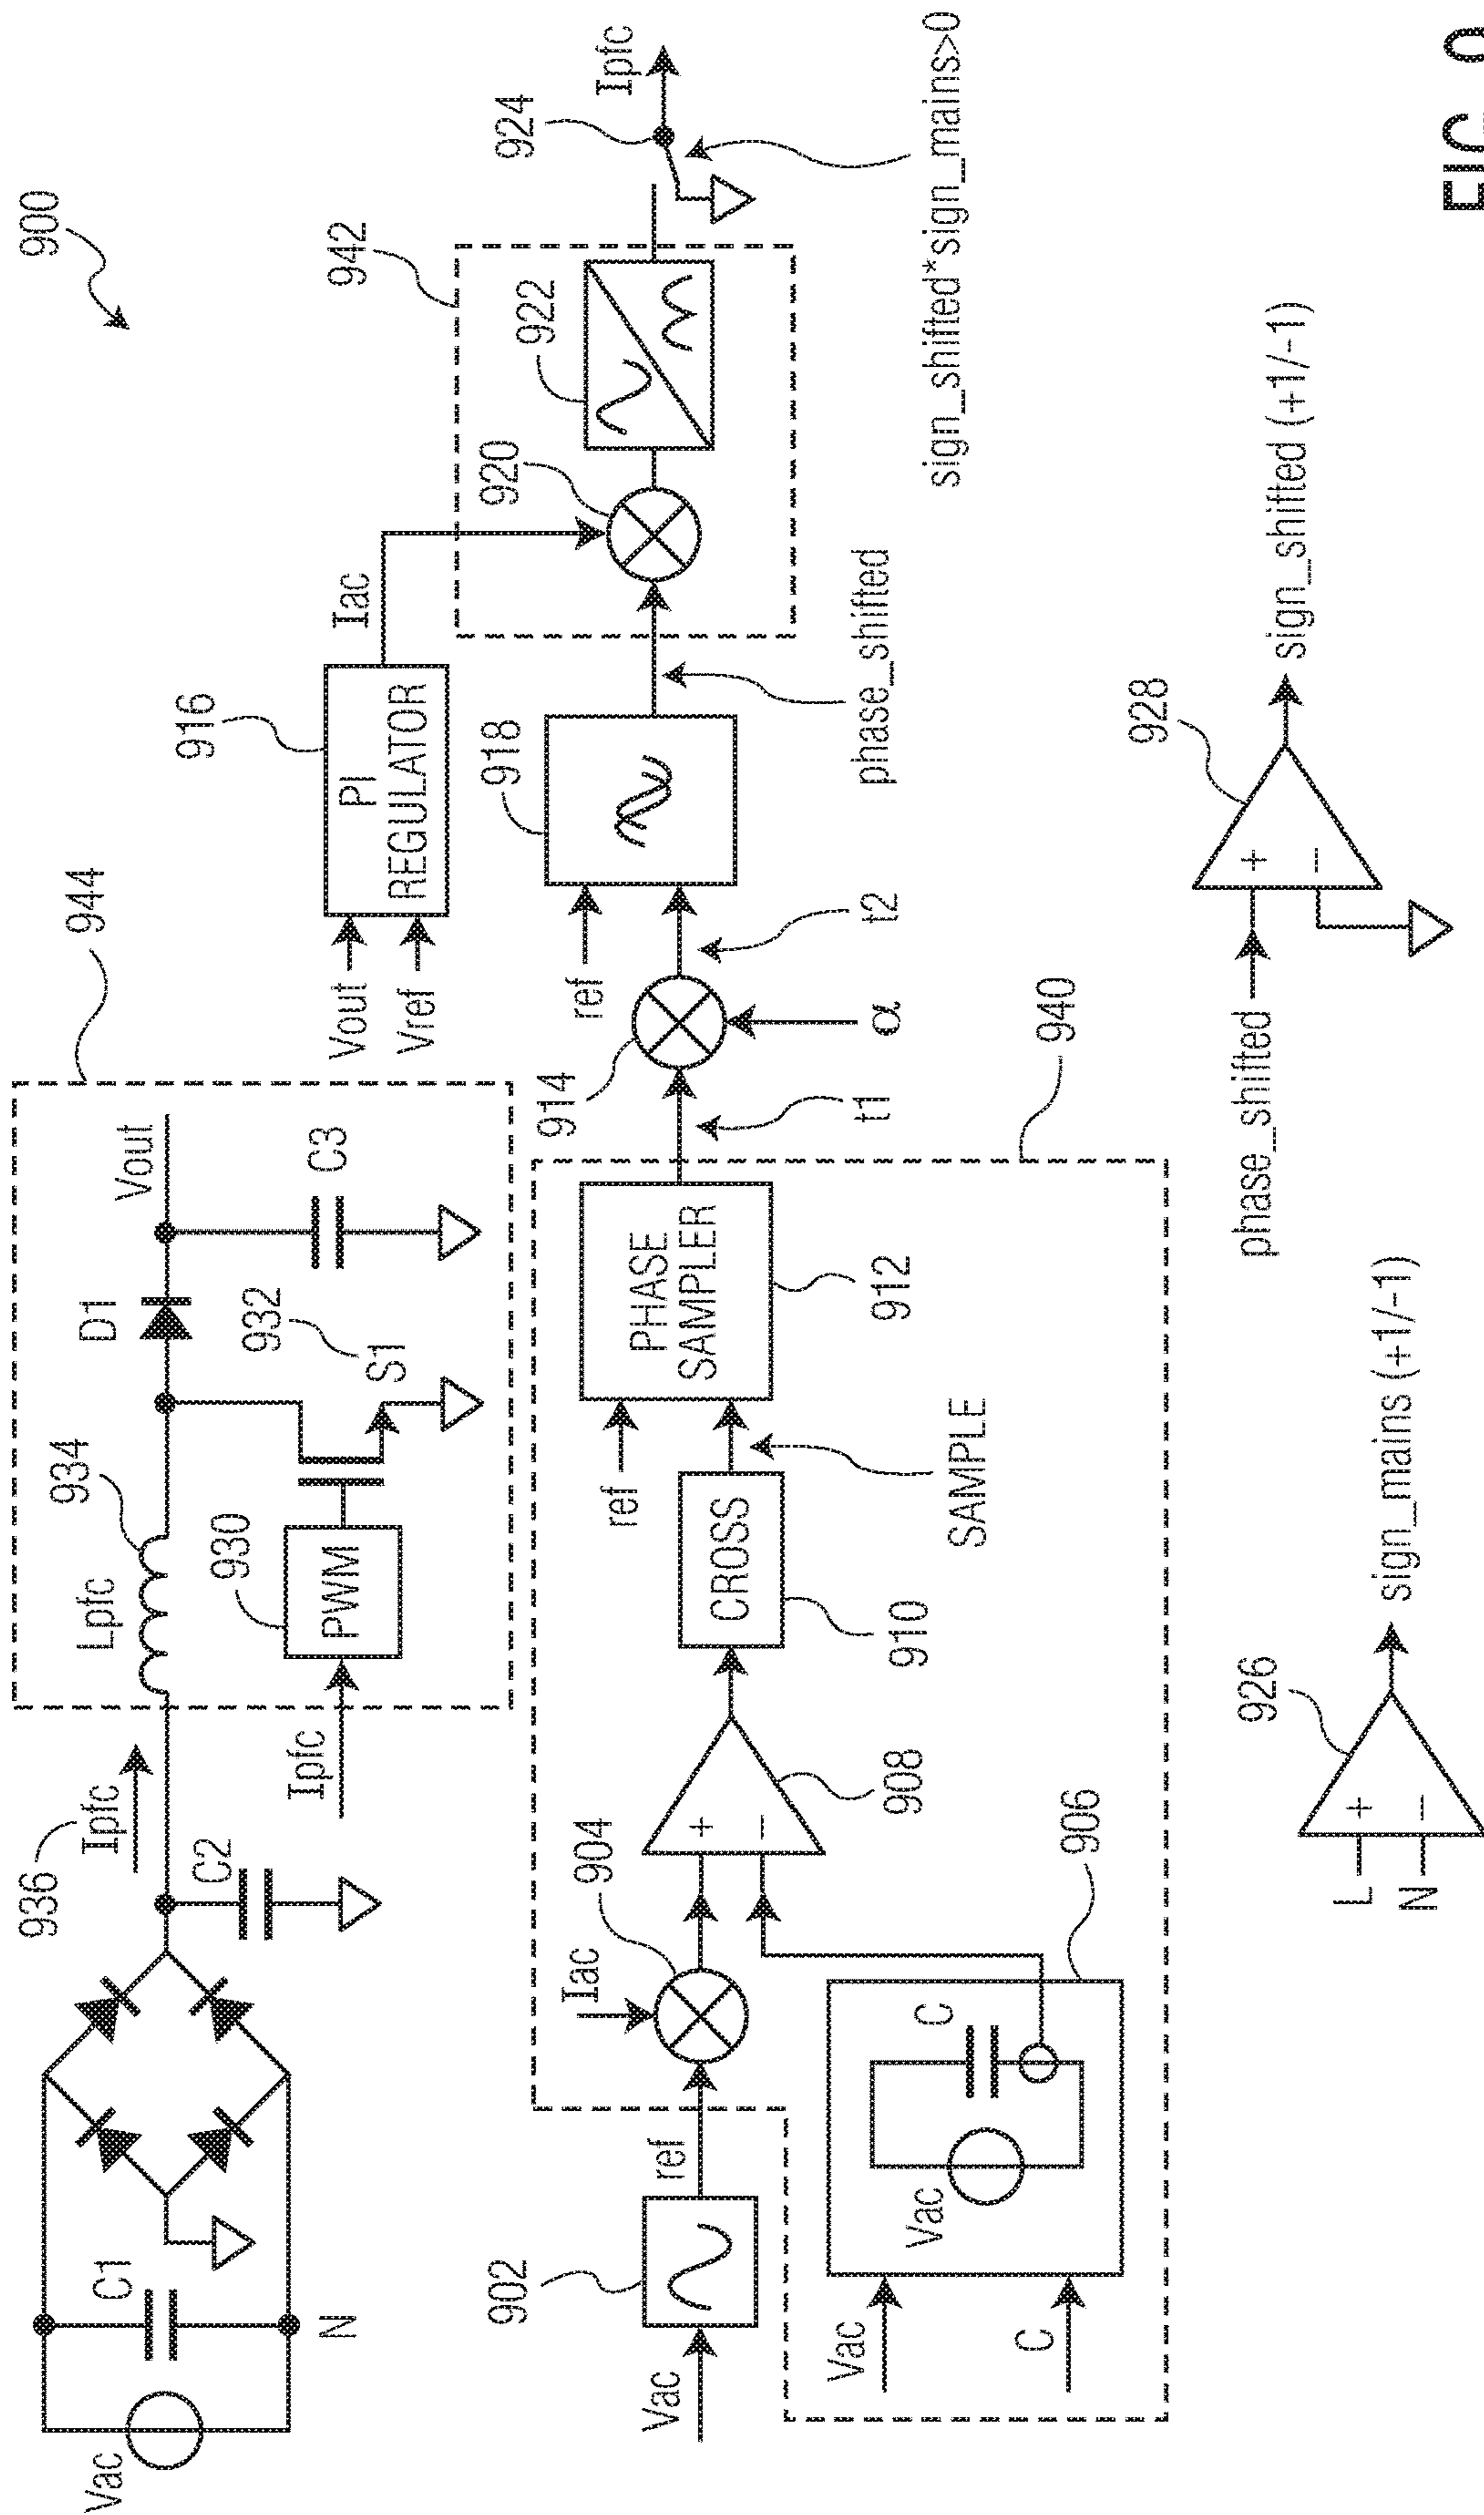 900
944
Vac
C1
N
936
Ipfc
C2
Lpfc
934
930
PWM
Ipfc
D1
932
S1
Vout
C3
916
Vout
Vref
PI
REGULATOR
Iac
942
920
922
924
Ipfc
sign_shifted*sign_mains>0
902
Vac
ref
Iac
904
+
−
908
CROSS
910
SAMPLE
ref
PHASE
SAMPLER
912
t1
914
α
t2
ref
918
phase_shifted
906
Vac
C
Vac
C
940
926
L
N
+
−
sign_mains (+1/−1)
928
phase_shifted
+
−
sign_shifted (+1/−1)